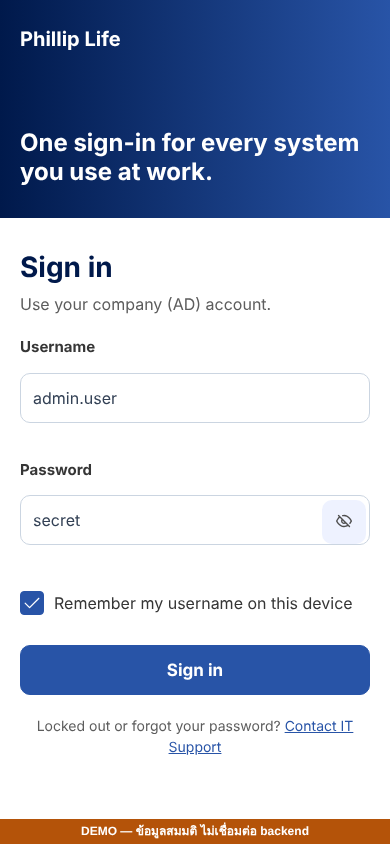 Phillip Life
One sign-in for every system
you use at work.
Sign in
Use your company (AD) account.
Username
admin.user
Password
secret
Remember my username on this device
Sign in
Locked out or forgot your password? Contact IT
Support
DEMO — ข้อมูลสมมติ ไม่เชื่อมต่อ backend